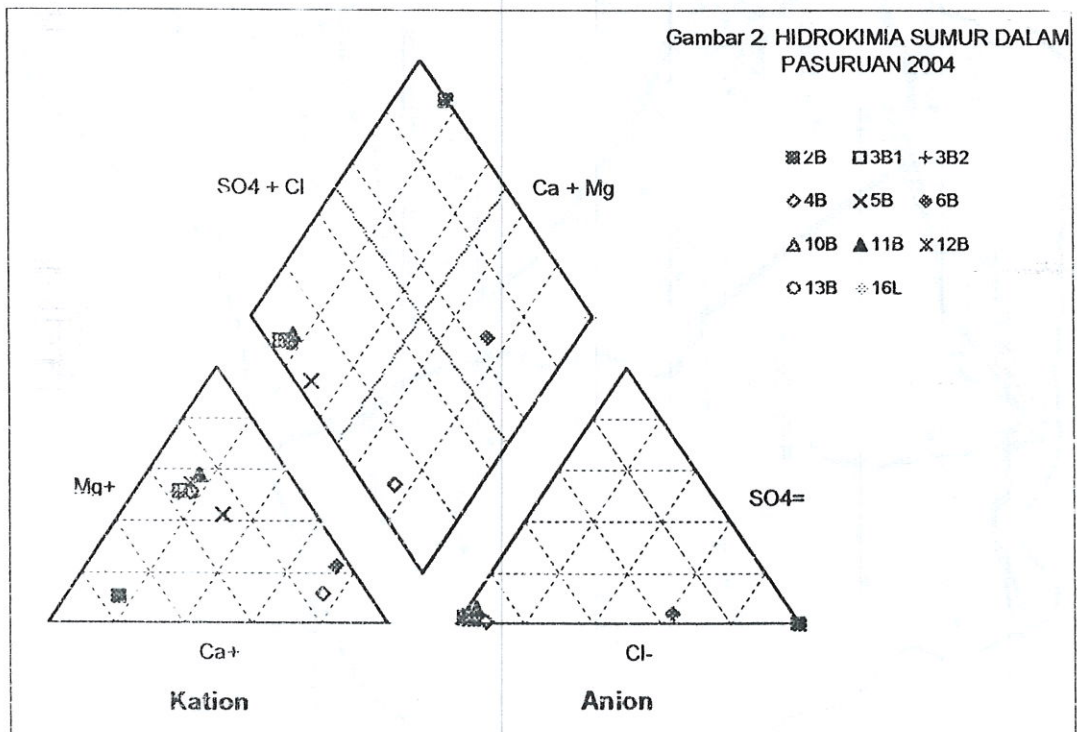 Gambar 2. HIDROKIMIA SUMUR DALAM
PASURUAN 2004
2B 3B1 3B2
4B 5B 6B
10B 11B 12B
13B 16L
SO4 + Cl
Ca + Mg
Mg+
SO4=
Ca+
Cl-
Kation
Anion